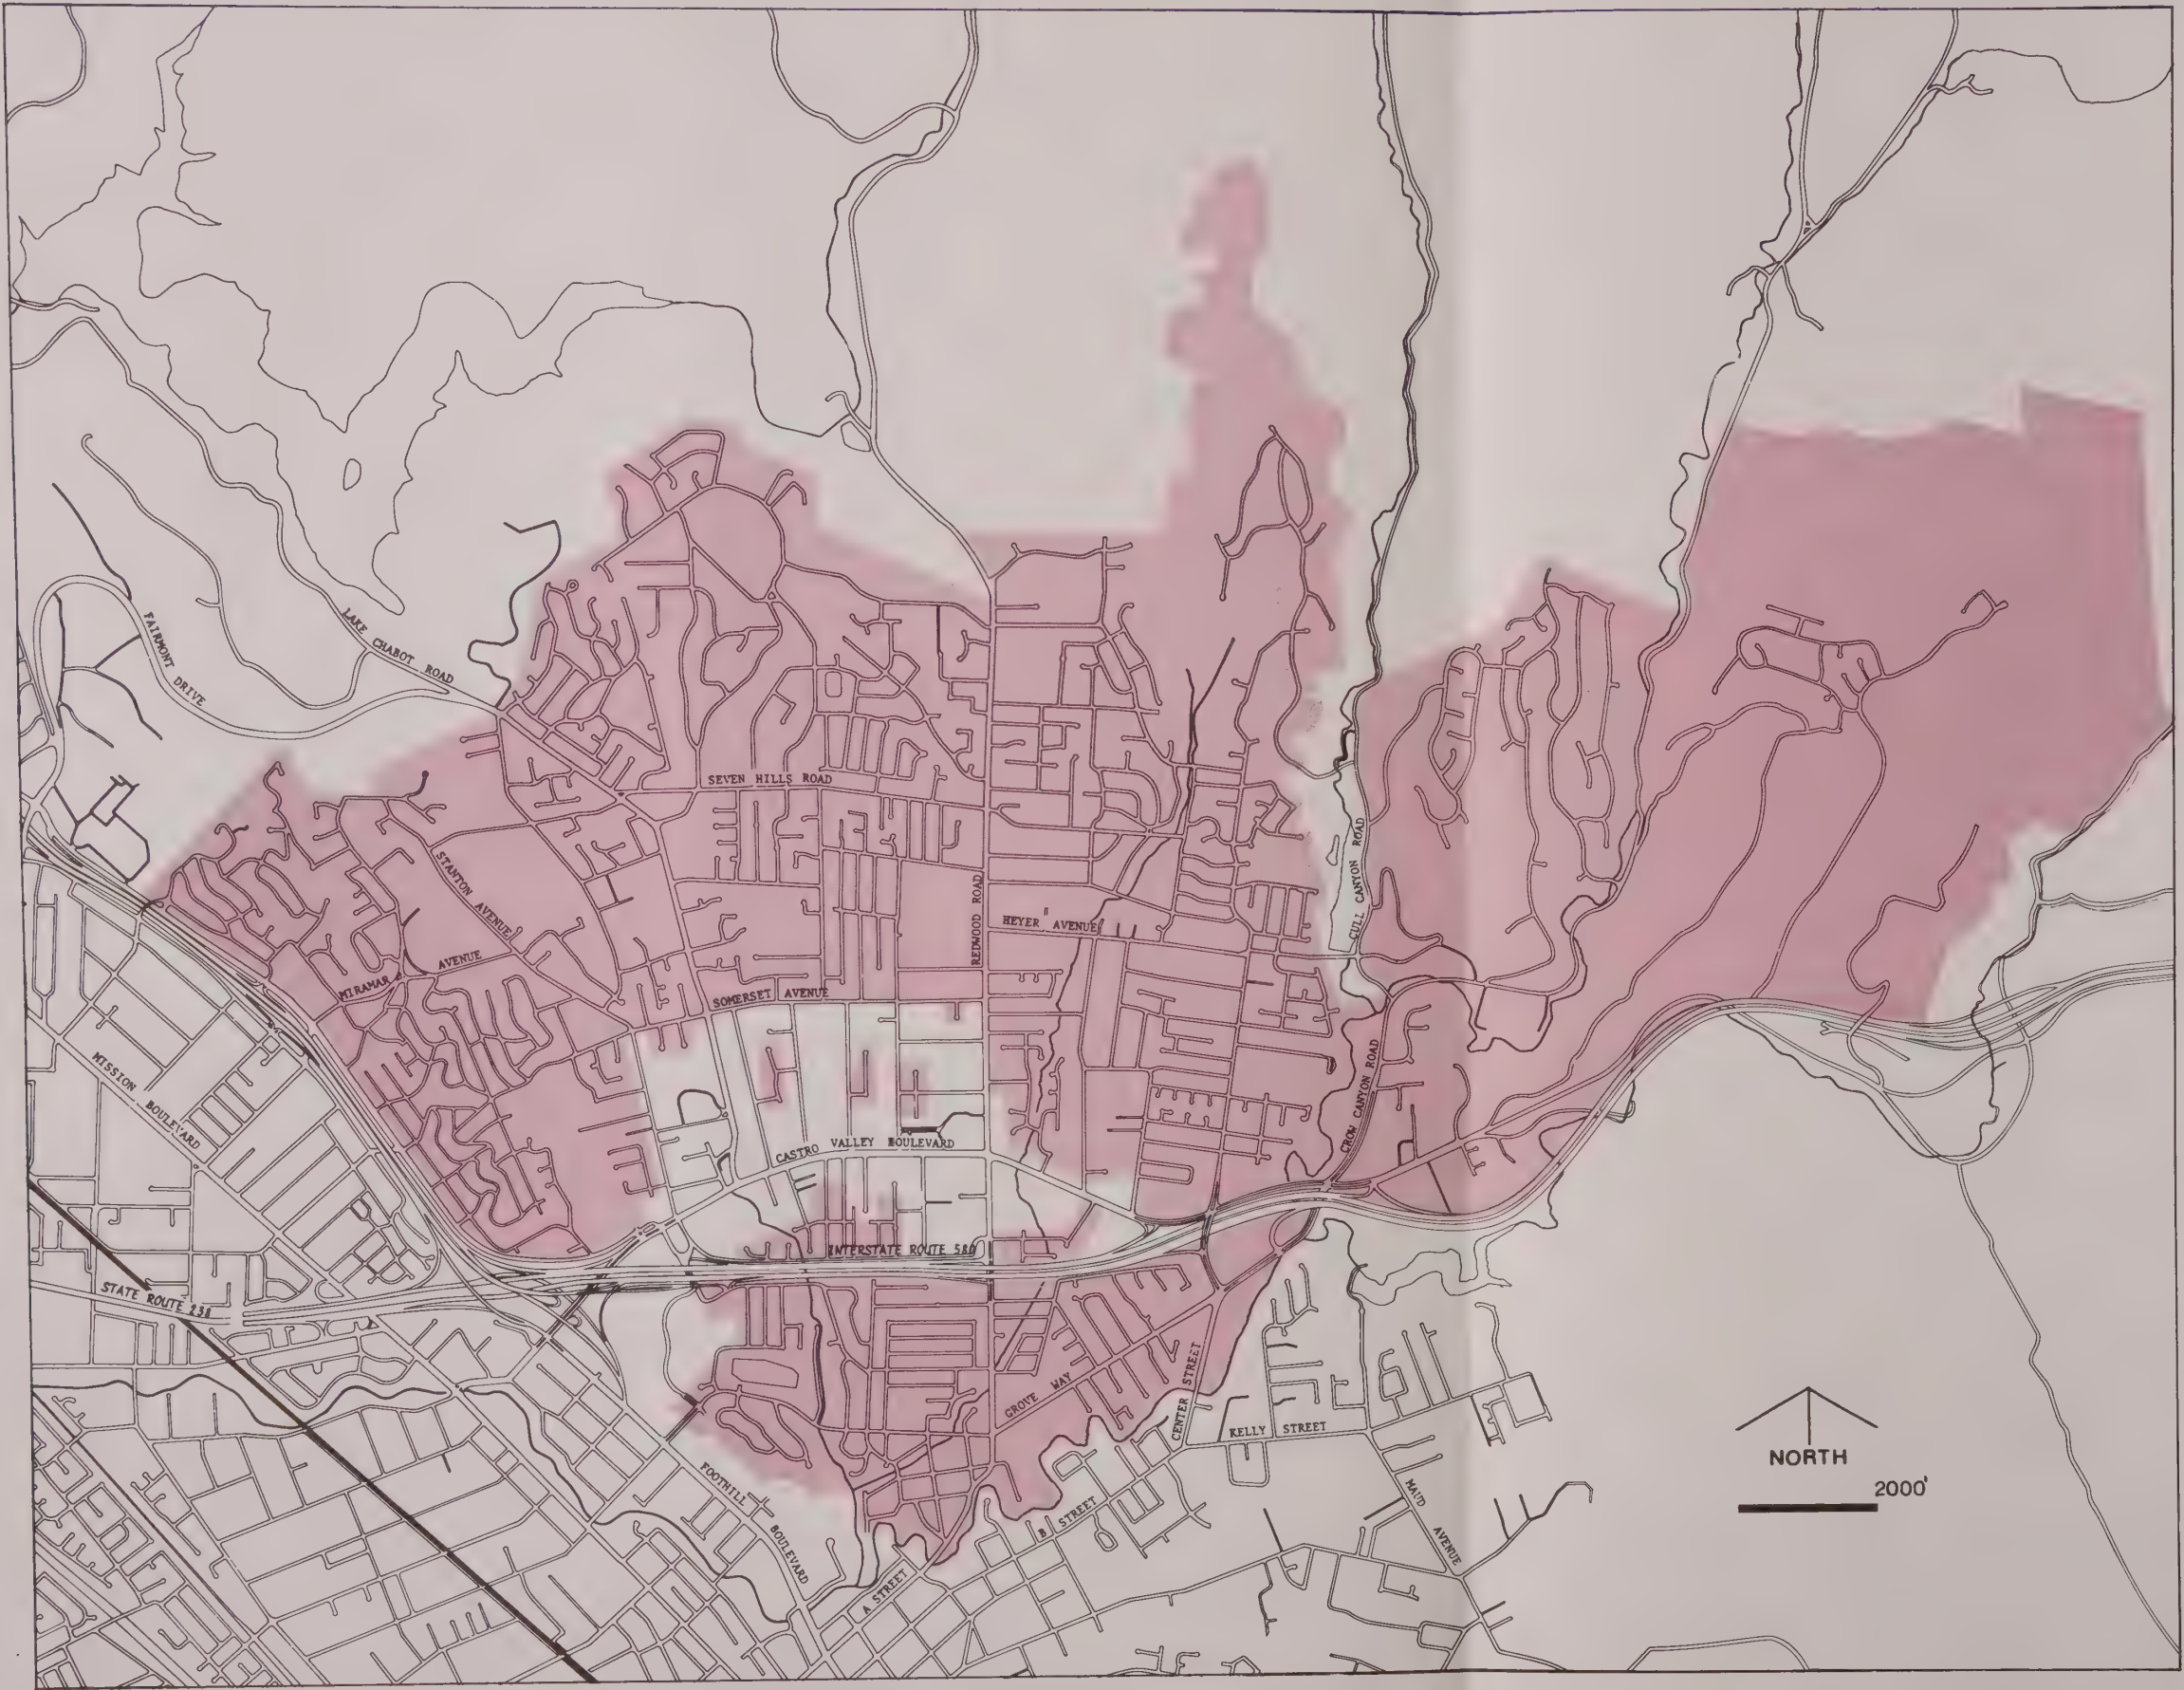 FAIRMONT DRIVE
LAKE CHABOT ROAD
SEVEN HILLS ROAD
STANTON AVENUE
CULL CANYON ROAD
REDWOOD ROAD
HEYER AVENUE
MIRAMAR AVENUE
SOMERSET AVENUE
MISSION BOULEVARD
CROW CANYON ROAD
CASTRO VALLEY BOULEVARD
INTERSTATE ROUTE 580
STATE ROUTE 238
GROVE WAY
CENTER STREET
KELLY STREET
NORTH
2000'
FOOTHILL BOULEVARD
MAUD AVENUE
B STREET
A STREET